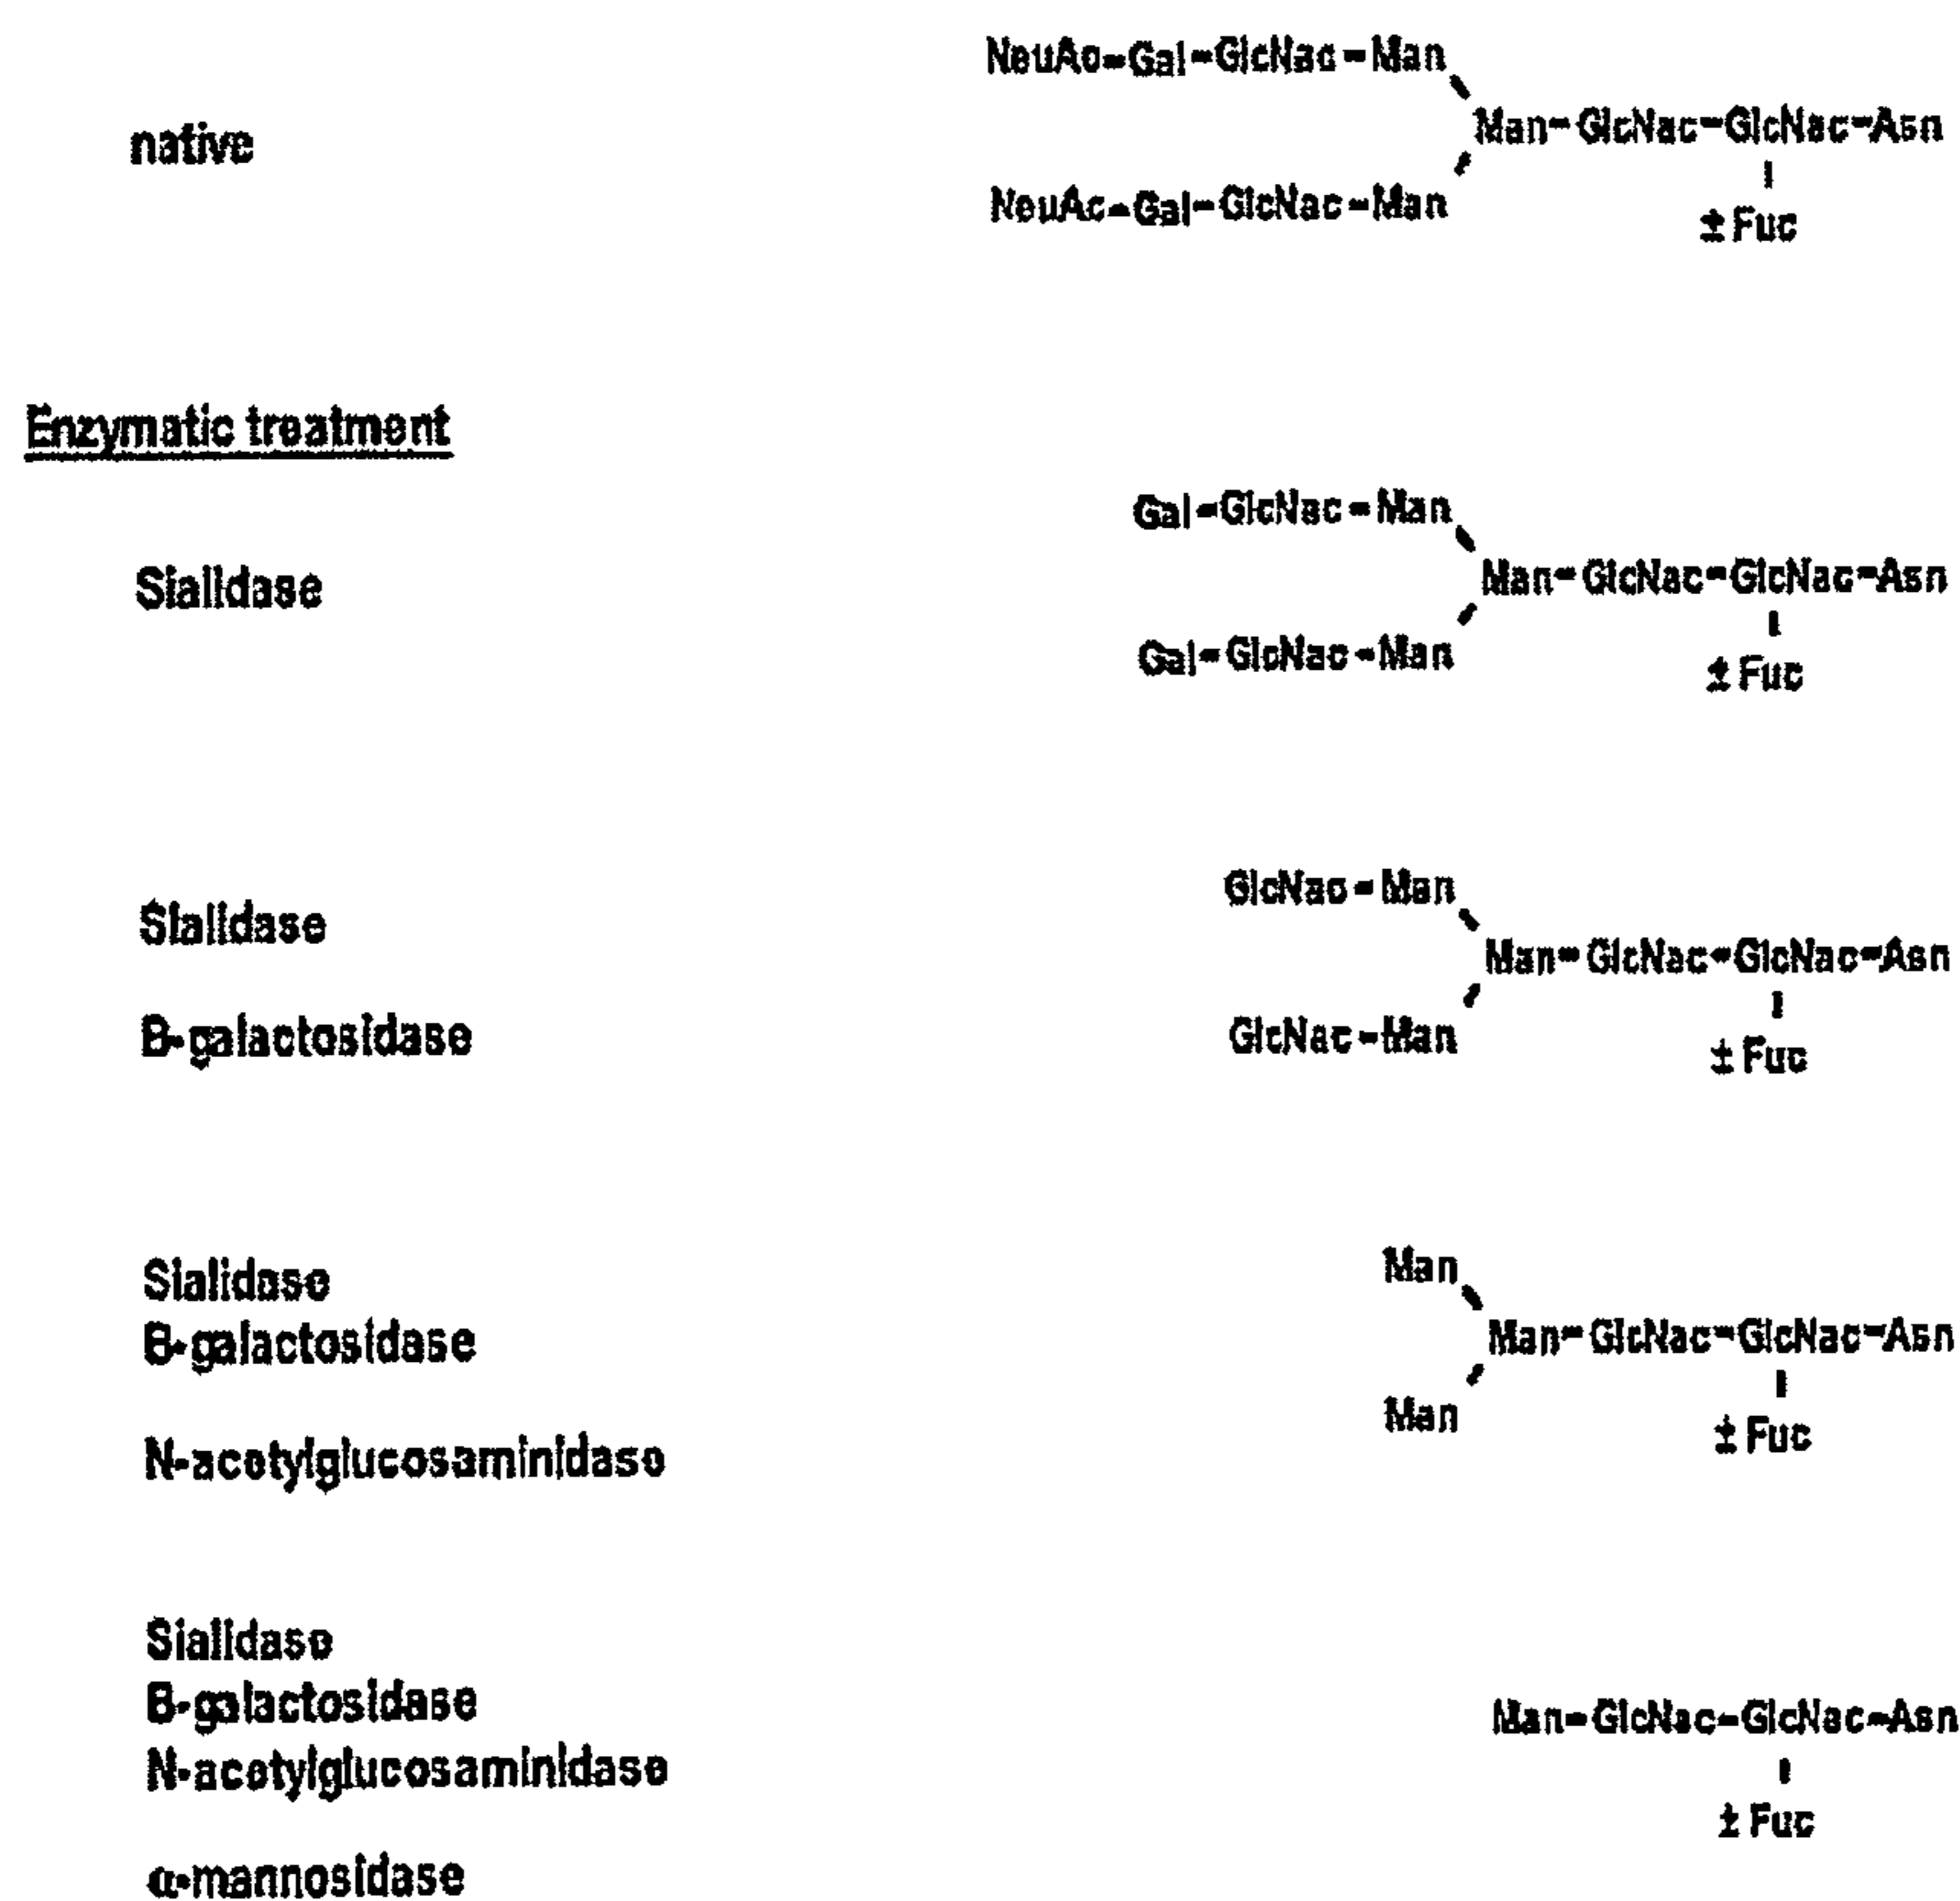 NeuAc-Gal-GlcNac-Man
native
Man-GlcNac-GlcNac-Asn
NeuAc-Gal-GlcNac-Man
± Fuc
Enzymatic treatment
Gal-GlcNac-Man
Sialidase
Man-GlcNac-GlcNac-Asn
Gal-GlcNac-Man
± Fuc
GlcNac-Man
Sialidase
Man-GlcNac-GlcNac-Asn
B-galactosidase
GlcNac-Man
± Fuc
Man
Sialidase
B-galactosidase
Man-GlcNac-GlcNac-Asn
Man
± Fuc
N-acetylglucosaminidase
Sialidase
B-galactosidase
Man-GlcNac-GlcNac-Asn
N-acetylglucosaminidase
± Fuc
α-mannosidase